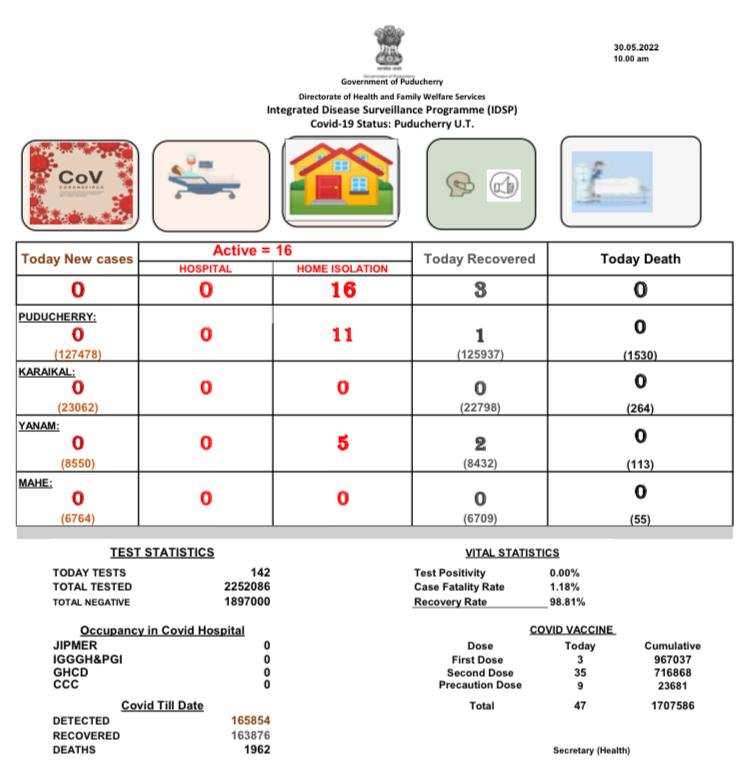 30.05.2022
10.00 am
Government of Puducherry
Government of Puducherry
Directorate of Health and Family Welfare Services
Integrated Disease Surveillance Programme (IDSP)
Covid-19 Status: Puducherry U.T.
CoV
CORONAVIRUS
Today New cases Active = 16 Today Recovered Today Death
HOSPITAL HOME ISOLATION
0 0 16 3 0
PUDUCHERRY:
0 0 11 1 0
(127478) (125937) (1530)
KARAIKAL:
0 0 0 0 0
(23062) (22798) (264)
YANAM:
0 0 5 2 0
(8550) (8432) (113)
MAHE:
0 0 0 0 0
(6764) (6709) (55)
TEST STATISTICS
TODAY TESTS 142
TOTAL TESTED 2252086
TOTAL NEGATIVE 1897000
VITAL STATISTICS
Test Positivity 0.00%
Case Fatality Rate 1.18%
Recovery Rate 98.81%
Occupancy in Covid Hospital
JIPMER 0
IGGGH&PGI 0
GHCD 0
CCC 0
COVID VACCINE
Dose Today Cumulative
First Dose 3 967037
Second Dose 35 716868
Precaution Dose 9 23681
Total 47 1707586
Covid Till Date
DETECTED 165854
RECOVERED 163876
DEATHS 1962
Secretary (Health)